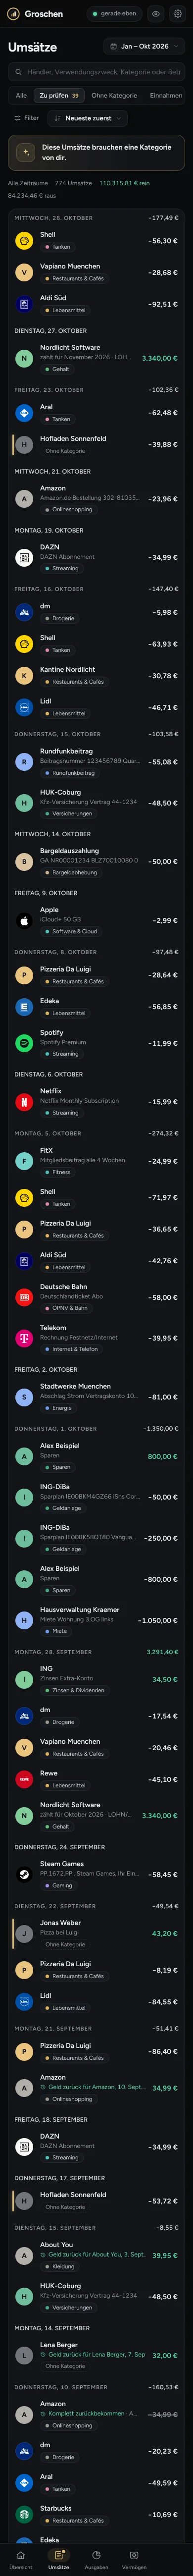 Groschen
gerade eben
Umsätze
Jan – Okt 2026
Händler, Verwendungszweck, Kategorie oder Betr
Alle
Zu prüfen 39
Ohne Kategorie
Einnahmen
Filter
Neueste zuerst
Diese Umsätze brauchen eine Kategorie
von dir.
Alle Zeiträume 774 Umsätze 110.315,81 € rein
84.234,46 € raus
MITTWOCH, 28. OKTOBER −177,49 €
Shell
−56,30 €
Tanken
Vapiano Muenchen
−28,68 €
Restaurants & Cafés
Aldi Süd
−92,51 €
Lebensmittel
DIENSTAG, 27. OKTOBER
Nordlicht Software
zählt für November 2026 · LOH…
3.340,00 €
Gehalt
FREITAG, 23. OKTOBER −102,36 €
Aral
−62,48 €
Tanken
Hofladen Sonnenfeld
−39,88 €
Ohne Kategorie
MITTWOCH, 21. OKTOBER
Amazon
Amazon.de Bestellung 302-81035…
−23,96 €
Onlineshopping
MONTAG, 19. OKTOBER
DAZN
DAZN Abonnement
−34,99 €
Streaming
FREITAG, 16. OKTOBER −147,40 €
dm
−5,98 €
Drogerie
Shell
−63,93 €
Tanken
Kantine Nordlicht
−30,78 €
Restaurants & Cafés
Lidl
−46,71 €
Lebensmittel
DONNERSTAG, 15. OKTOBER −103,58 €
Rundfunkbeitrag
Beitragsnummer 123456789 Quar…
−55,08 €
Rundfunkbeitrag
HUK-Coburg
Kfz-Versicherung Vertrag 44-1234
−48,50 €
Versicherungen
MITTWOCH, 14. OKTOBER
Bargeldauszahlung
GA NR00001234 BLZ70010080 0
−50,00 €
Bargeldabhebung
FREITAG, 9. OKTOBER
Apple
iCloud+ 50 GB
−2,99 €
Software & Cloud
DONNERSTAG, 8. OKTOBER −97,48 €
Pizzeria Da Luigi
−28,64 €
Restaurants & Cafés
Edeka
−56,85 €
Lebensmittel
Spotify
Spotify Premium
−11,99 €
Streaming
DIENSTAG, 6. OKTOBER
Netflix
Netflix Monthly Subscription
−15,99 €
Streaming
MONTAG, 5. OKTOBER −274,32 €
FitX
Mitgliedsbeitrag alle 4 Wochen
−24,99 €
Fitness
Shell
−71,97 €
Tanken
Pizzeria Da Luigi
−36,65 €
Restaurants & Cafés
Aldi Süd
−42,76 €
Lebensmittel
Deutsche Bahn
Deutschlandticket Abo
−58,00 €
ÖPNV & Bahn
Telekom
Rechnung Festnetz/Internet
−39,95 €
Internet & Telefon
FREITAG, 2. OKTOBER
Stadtwerke Muenchen
Abschlag Strom Vertragskonto 10…
−81,00 €
Energie
DONNERSTAG, 1. OKTOBER −1.350,00 €
Alex Beispiel
Sparen
800,00 €
Sparen
ING-DiBa
Sparplan IE00BKM4GZ66 iShs Cor…
−50,00 €
Geldanlage
ING-DiBa
Sparplan IE00BK5BQT80 Vangua…
−250,00 €
Geldanlage
Alex Beispiel
Sparen
−800,00 €
Sparen
Hausverwaltung Kraemer
Miete Wohnung 3.OG links
−1.050,00 €
Miete
MONTAG, 28. SEPTEMBER 3.291,40 €
ING
Zinsen Extra-Konto
34,50 €
Zinsen & Dividenden
dm
−17,54 €
Drogerie
Vapiano Muenchen
−20,46 €
Restaurants & Cafés
Rewe
−45,10 €
Lebensmittel
Nordlicht Software
zählt für Oktober 2026 · LOHN/…
3.340,00 €
Gehalt
DONNERSTAG, 24. SEPTEMBER
Steam Games
PP.1672.PP . Steam Games, Ihr Ein…
−58,45 €
Gaming
DIENSTAG, 22. SEPTEMBER −49,54 €
Jonas Weber
Pizza bei Luigi
43,20 €
Ohne Kategorie
Pizzeria Da Luigi
−8,19 €
Restaurants & Cafés
Lidl
−84,55 €
Lebensmittel
MONTAG, 21. SEPTEMBER −51,41 €
Pizzeria Da Luigi
−86,40 €
Restaurants & Cafés
Amazon
Geld zurück für Amazon, 10. Sept…
34,99 €
Onlineshopping
FREITAG, 18. SEPTEMBER
DAZN
DAZN Abonnement
−34,99 €
Streaming
DONNERSTAG, 17. SEPTEMBER
Hofladen Sonnenfeld
−53,72 €
Ohne Kategorie
DIENSTAG, 15. SEPTEMBER −8,55 €
About You
Geld zurück für About You, 3. Sept.
39,95 €
Kleidung
HUK-Coburg
Kfz-Versicherung Vertrag 44-1234
−48,50 €
Versicherungen
MONTAG, 14. SEPTEMBER
Lena Berger
Geld zurück für Lena Berger, 7. Sep
32,00 €
Ohne Kategorie
DONNERSTAG, 10. SEPTEMBER −160,53 €
Amazon
Komplett zurückbekommen · A…
−34,99 €
Onlineshopping
dm
−20,23 €
Drogerie
Aral
−49,59 €
Tanken
Starbucks
−10,69 €
Restaurants & Cafés
Edeka
Übersicht
Umsätze
Ausgaben
Vermögen